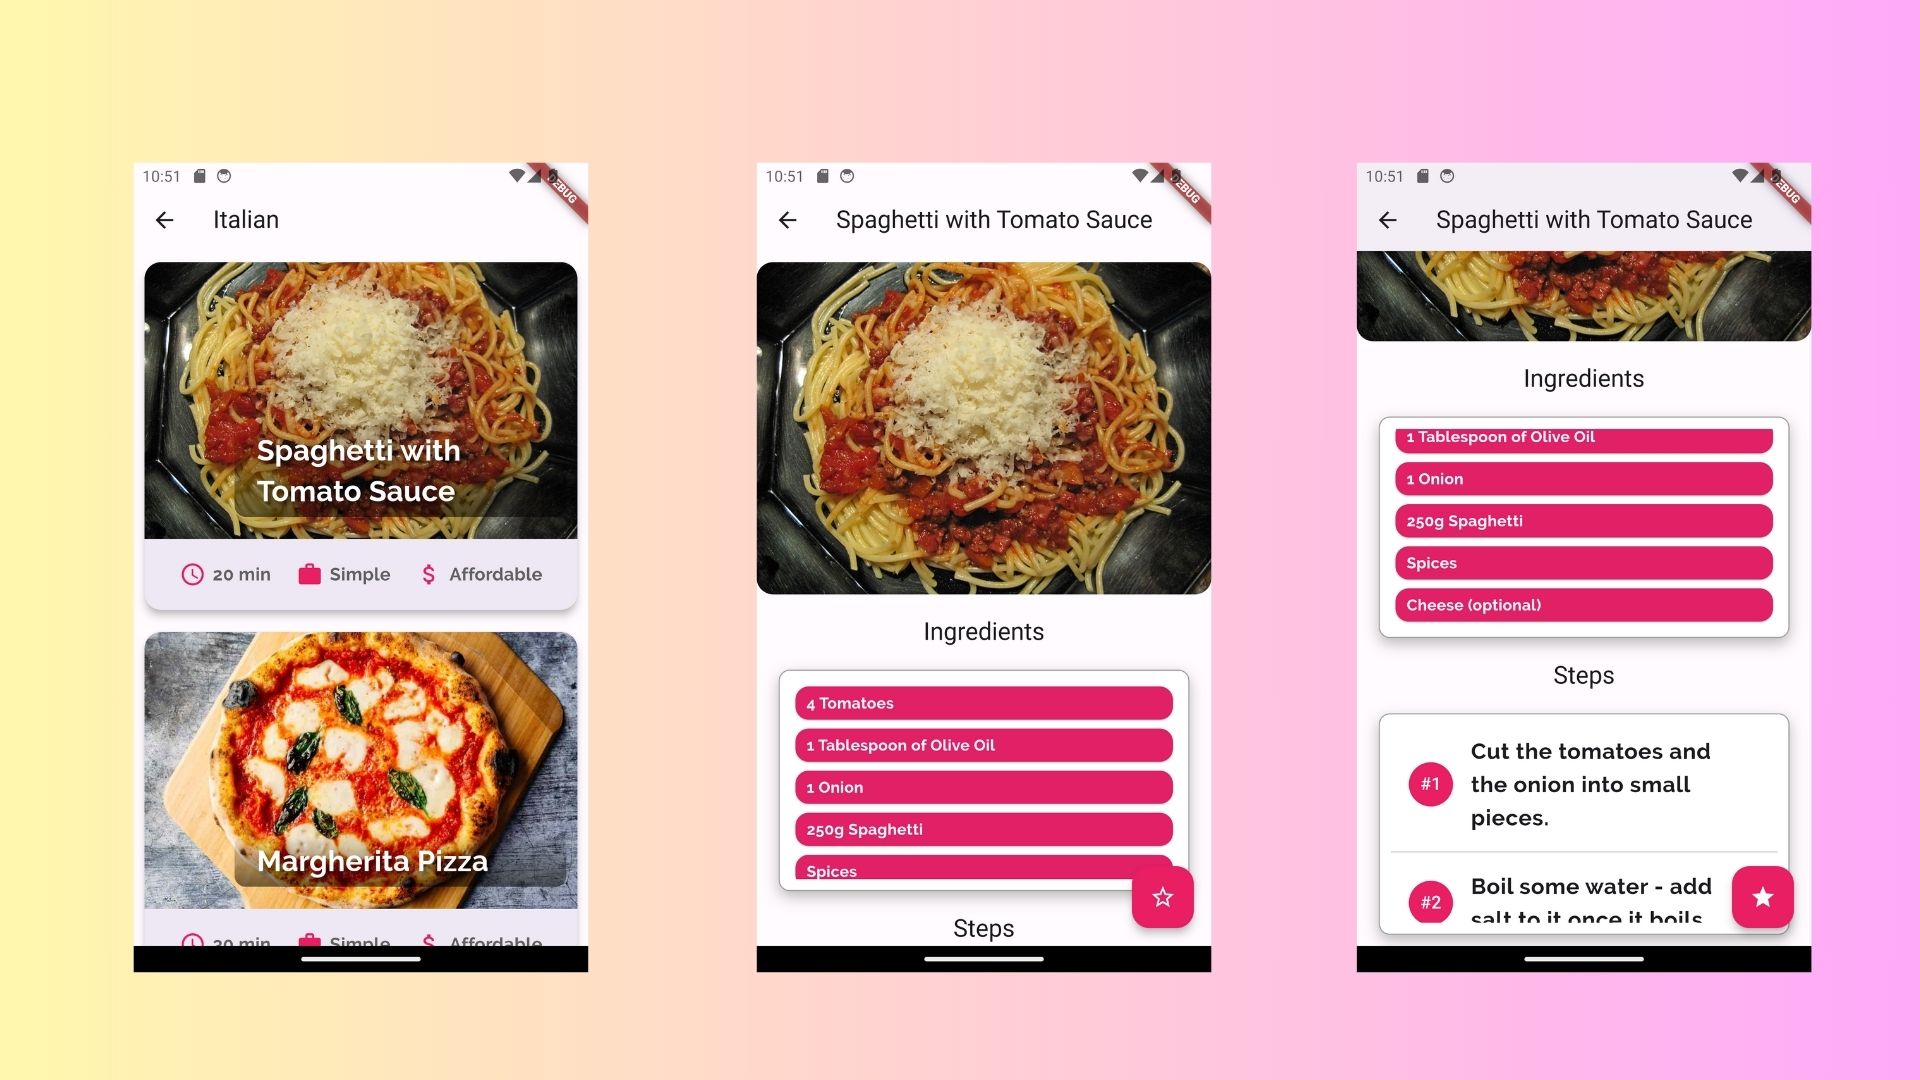 10:51
DEBUG
Italian
Spaghetti with
Tomato Sauce
20 min
Simple
Affordable
Margherita Pizza
20 min
Simple
Affordable
10:51
DEBUG
Spaghetti with Tomato Sauce
Ingredients
4 Tomatoes
1 Tablespoon of Olive Oil
1 Onion
250g Spaghetti
Spices
Steps
10:51
DEBUG
Spaghetti with Tomato Sauce
Ingredients
1 Tablespoon of Olive Oil
1 Onion
250g Spaghetti
Spices
Cheese (optional)
Steps
#1
Cut the tomatoes and
the onion into small
pieces.
#2
Boil some water - add
salt to it once it boils